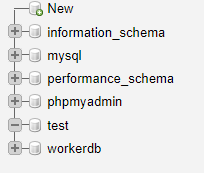 New
information_schema
mysql
performance_schema
phpmyadmin
test
workerdb